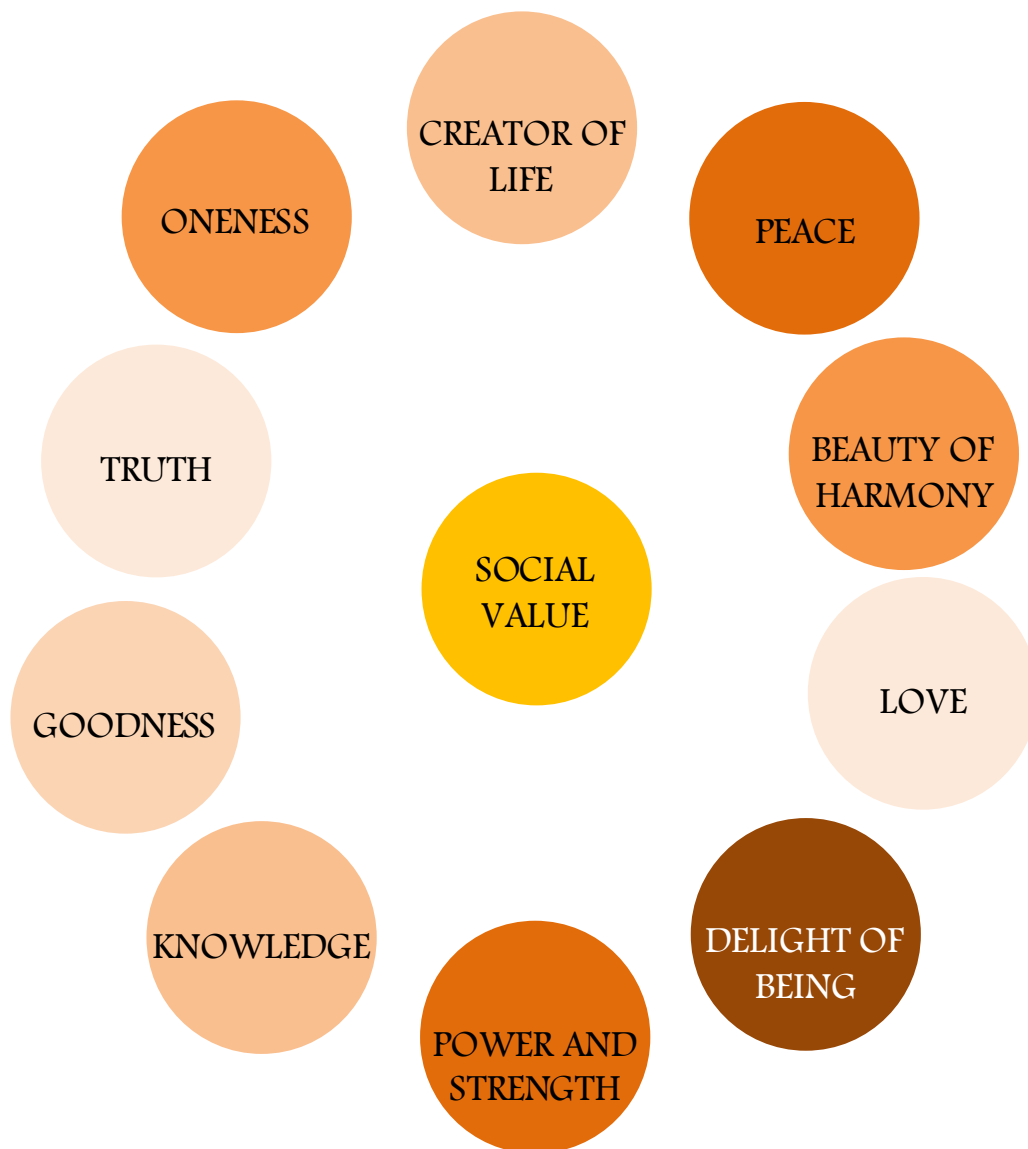 CREATOR OF
LIFE
ONENESS
PEACE
BEAUTY OF
HARMONY
TRUTH
SOCIAL
VALUE
LOVE
GOODNESS
DELIGHT OF
BEING
KNOWLEDGE
POWER AND
STRENGTH